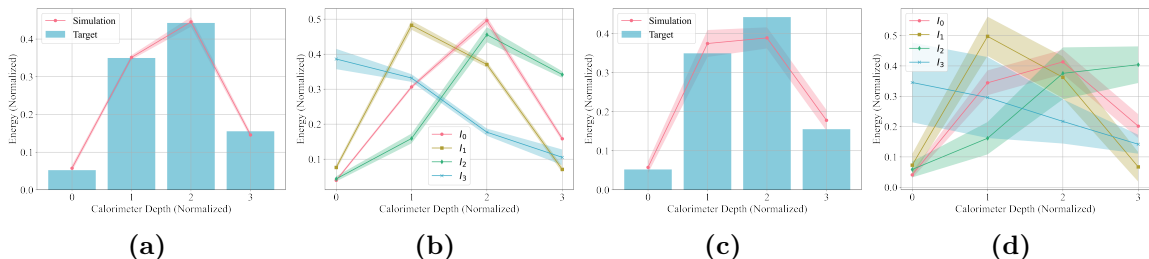 Energy (Normalized)
0.4
0.3
0.2
0.1
0.0
Simulation
Target
0
1
2
3
Calorimeter Depth (Normalized)
(a)
Energy (Normalized)
0.5
0.4
0.3
0.2
0.1
I0
I1
I2
I3
0
1
2
3
Calorimeter Depth (Normalized)
(b)
Energy (Normalized)
0.4
0.3
0.2
0.1
0.0
Simulation
Target
0
1
2
3
Calorimeter Depth (Normalized)
(c)
Energy (Normalized)
0.5
0.4
0.3
0.2
0.1
0.0
I0
I1
I2
I3
0
1
2
3
Calorimeter Depth (Normalized)
(d)